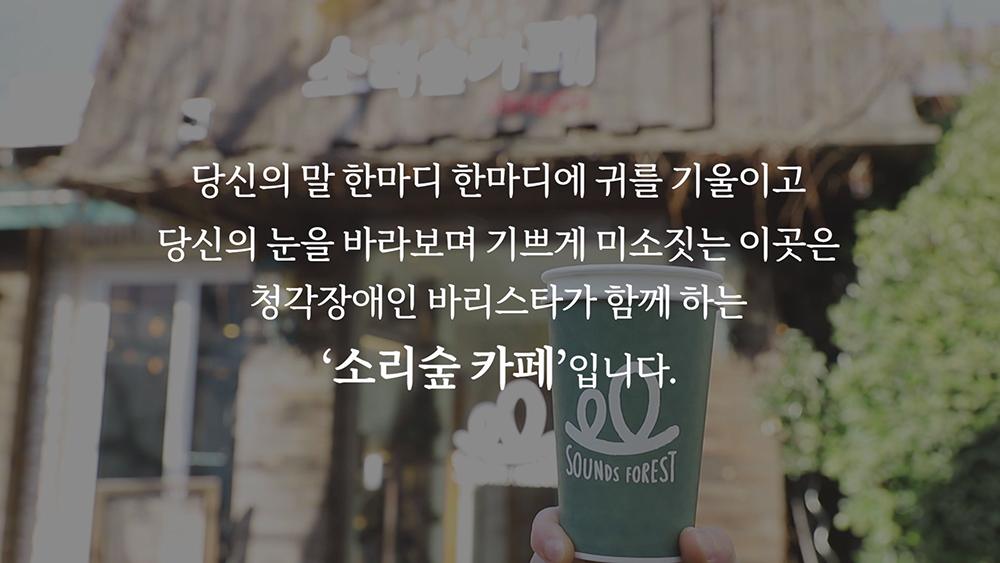 소리숲카페
당신의 말 한마디 한마디에 귀를 기울이고
당신의 눈을 바라보며 기쁘게 미소짓는 이곳은
청각장애인 바리스타가 함께 하는
‘소리숲 카페’입니다.
SOUNDS FOREST